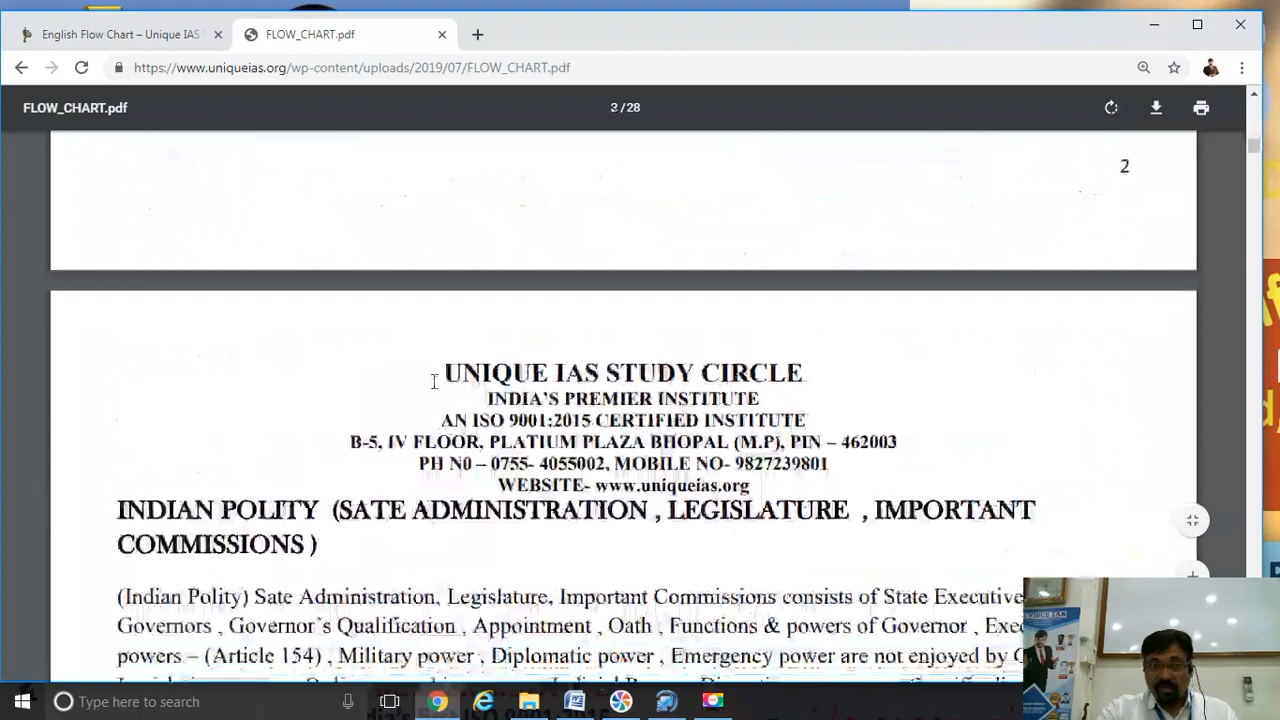 English Flow Chart – Unique IAS
FLOW_CHART.pdf
https://www.uniqueias.org/wp-content/uploads/2019/07/FLOW_CHART.pdf
FLOW_CHART.pdf
3 / 28
2
UNIQUE IAS STUDY CIRCLE
INDIA'S PREMIER INSTITUTE
AN ISO 9001:2015 CERTIFIED INSTITUTE
B-5, IV FLOOR, PLATIUM PLAZA BHOPAL (M.P), PIN – 462003
PH N0 – 0755- 4055002, MOBILE NO- 9827239801
WEBSITE- www.uniqueias.org
INDIAN POLITY (SATE ADMINISTRATION , LEGISLATURE , IMPORTANT
COMMISSIONS )
(Indian Polity) Sate Administration, Legislature, Important Commissions consists of State Executive
Governors , Governor's Qualification , Appointment , Oath , Functions & powers of Governor ,
powers – (Article 154) , Military power , Diplomatic power , Emergency power are not enjoyed by
Type here to search